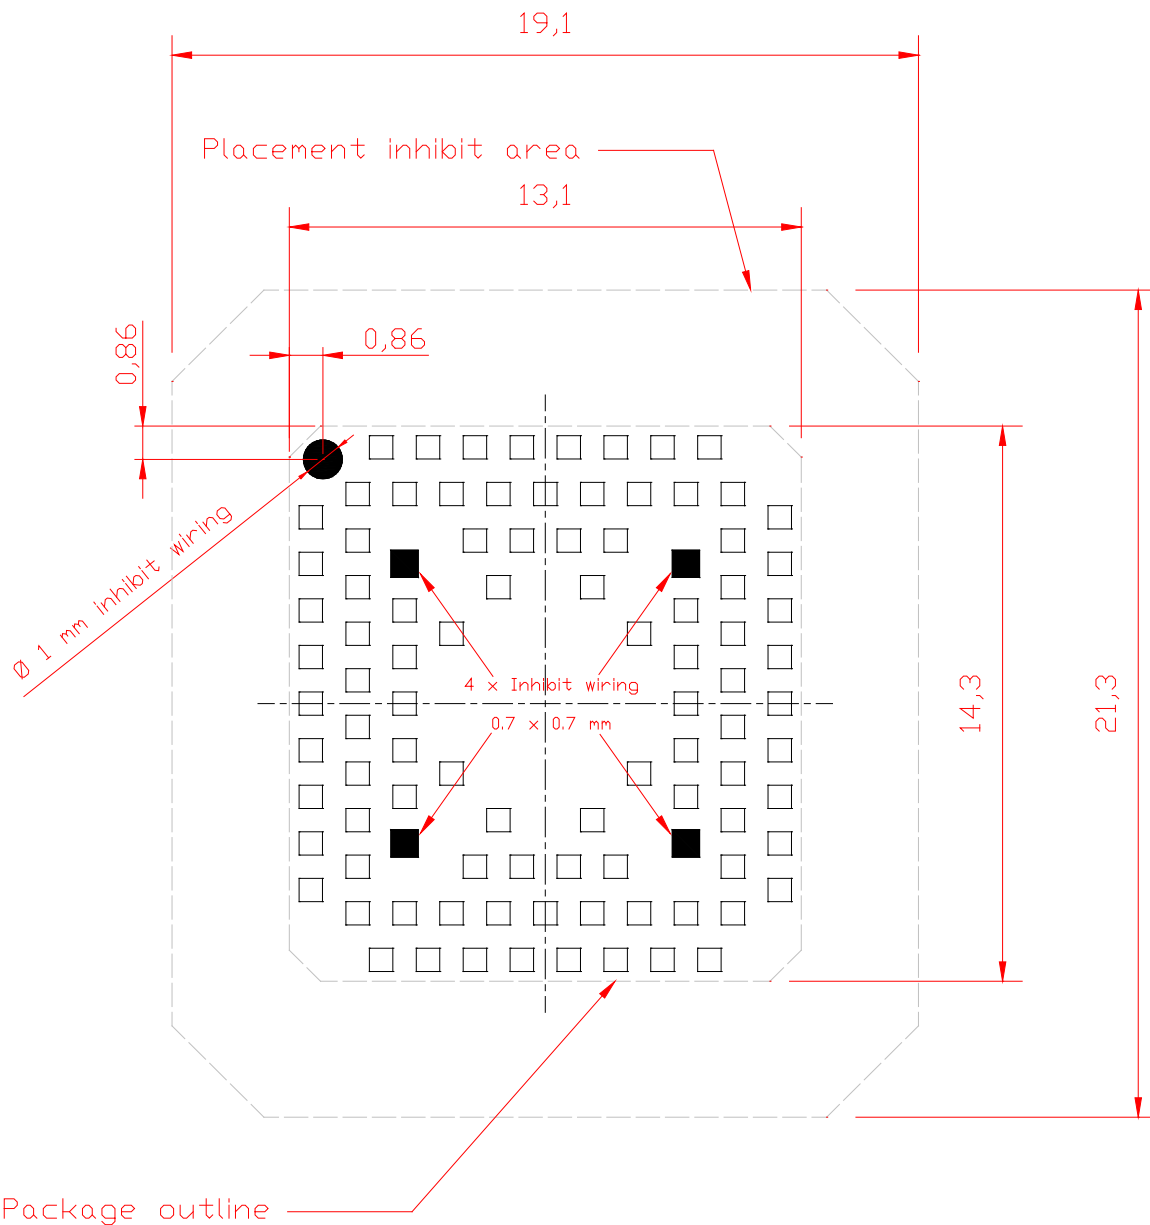 19,1
Placement inhibit area
13,1
0,86
0,86
Ø 1 mm inhibit wiring
4 x Inhibit wiring
0.7 x 0.7 mm
14,3
21,3
Package outline